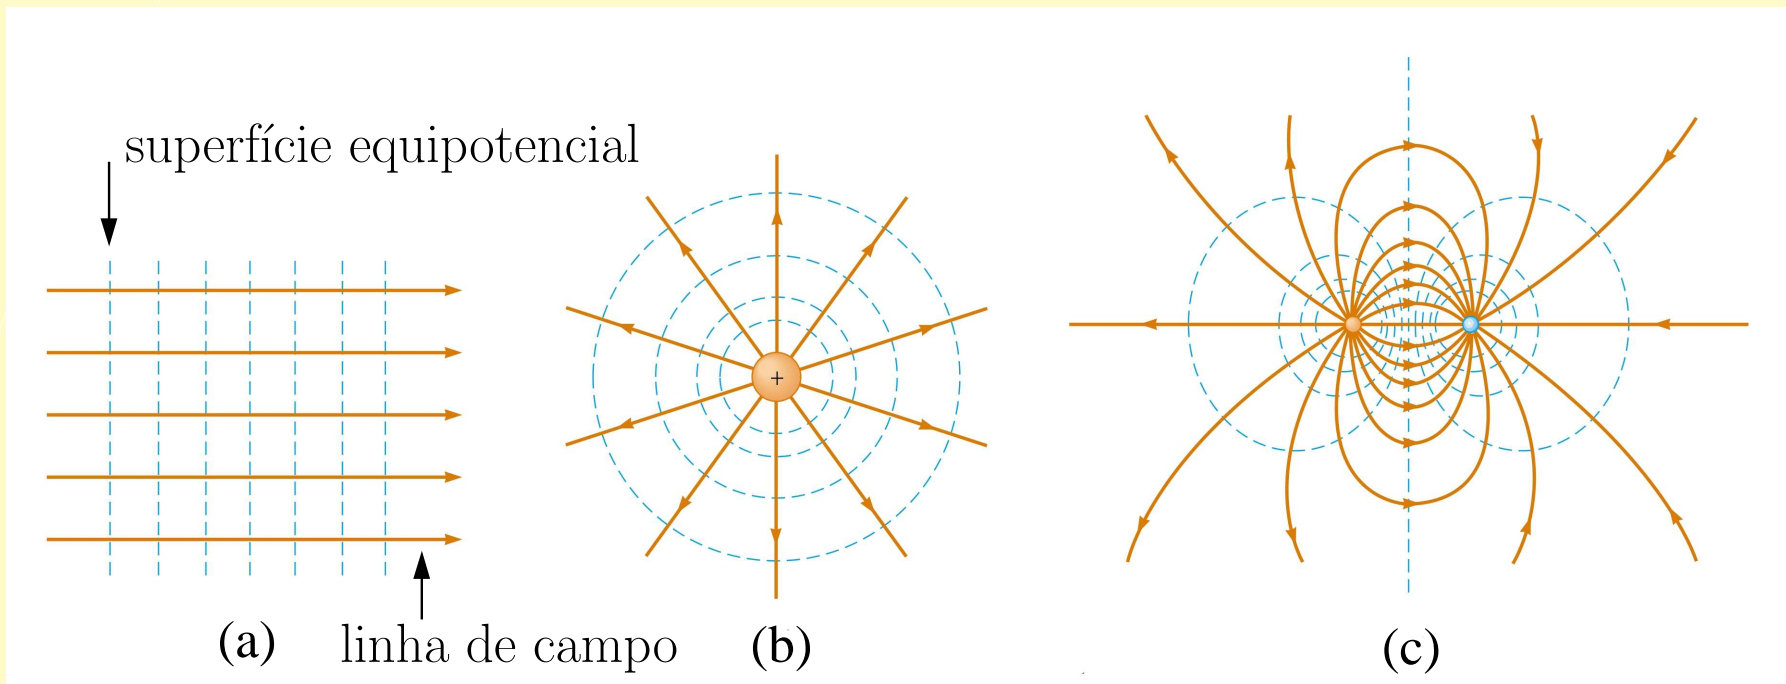 superfície equipotencial
+
(a)
linha de campo
(b)
(c)